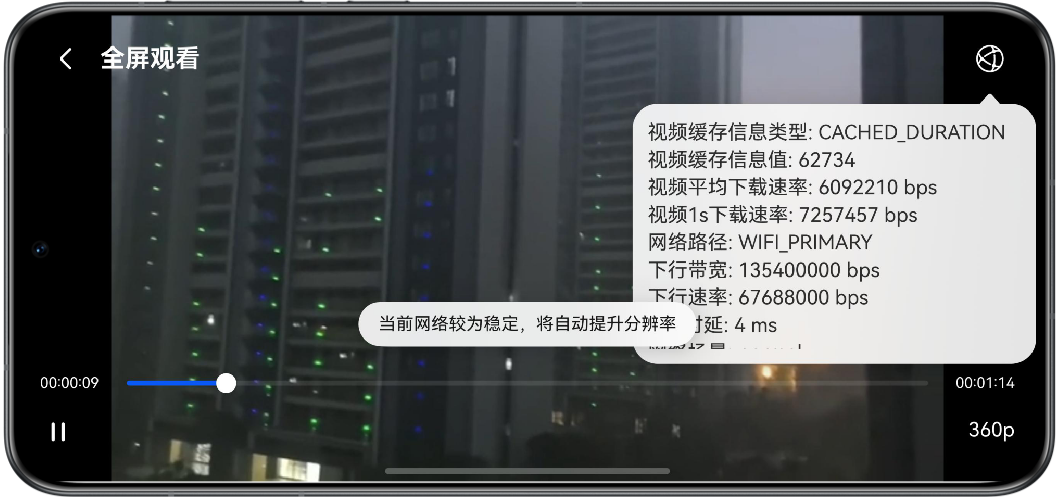 全屏观看
视频缓存信息类型: CACHED_DURATION
视频缓存信息值: 62734
视频平均下载速率: 6092210 bps
视频1s下载速率: 7257457 bps
网络路径: WIFI_PRIMARY
下行带宽: 135400000 bps
下行速率: 67688000 bps
当前网络较为稳定，将自动提升分辨率
时延: 4 ms
00:00:09
00:01:14
360p